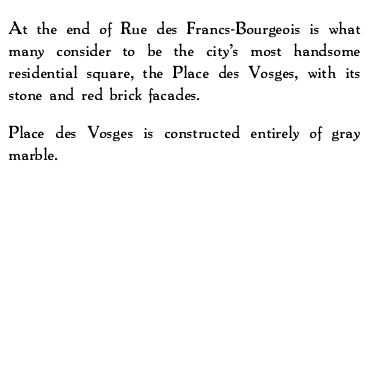 At the end of Rue des Francs-Bourgeois is what
many consider to be the city's most handsome
residential square, the Place des Vosges, with its
stone and red brick facades.
Place des Vosges is constructed entirely of gray
marble.